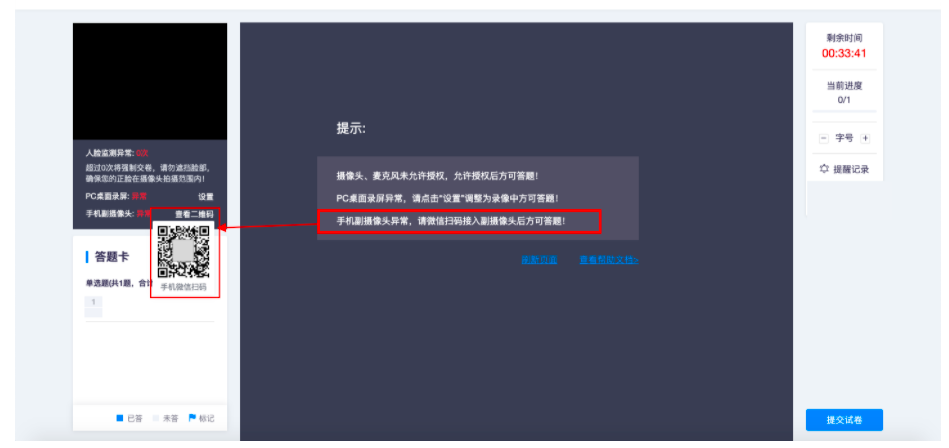 人脸监测异常: 0次
超过0次将强制交卷，请勿遮挡脸部，
确保您的正脸在摄像头拍摄范围内!
PC桌面录屏: 异常 设置
手机副摄像头: 异常 查看二维码
手机微信扫码
答题卡
单选题(共1题，合计
1
已答 未答 标记
提示:
摄像头、麦克风未允许授权，允许授权后方可答题!
PC桌面录屏异常，请点击"设置"调整为录像中方可答题!
手机副摄像头异常，请微信扫码接入副摄像头后方可答题!
刷新页面 查看帮助文档>
剩余时间
00:33:41
当前进度
0/1
字号
提醒记录
提交试卷